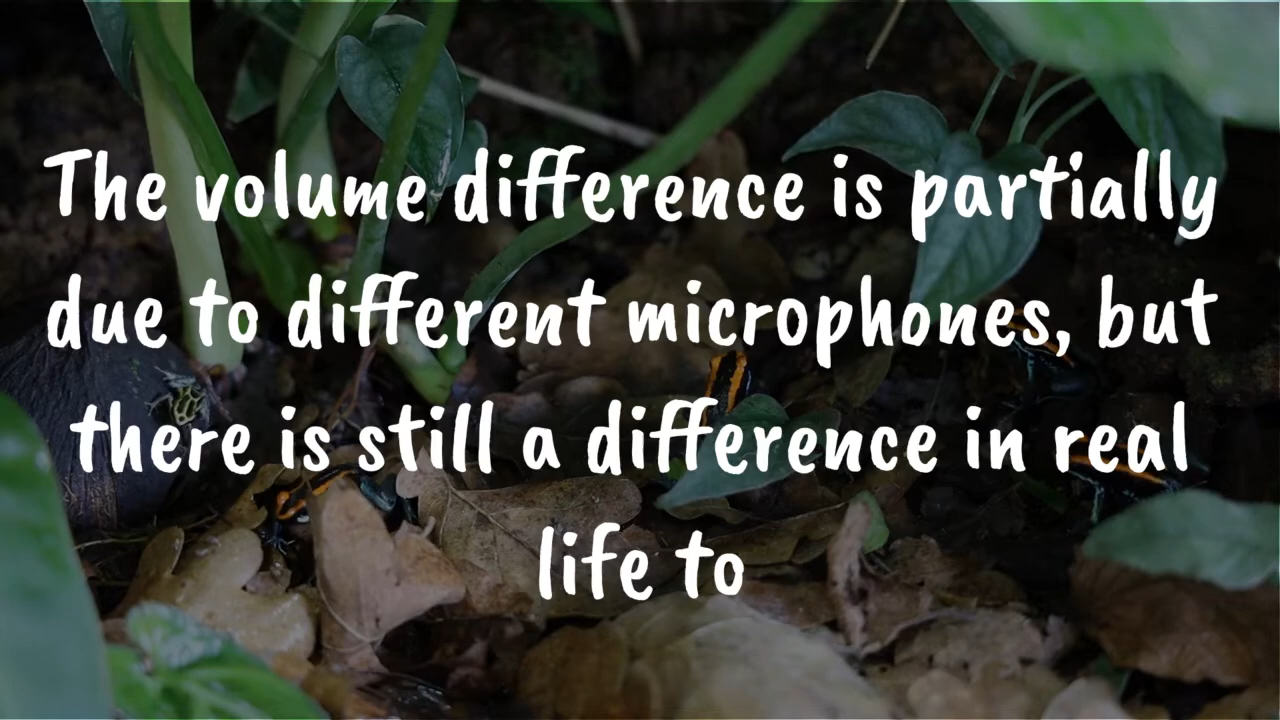 The volume difference is partially
due to different microphones, but
there is still a difference in real
life to